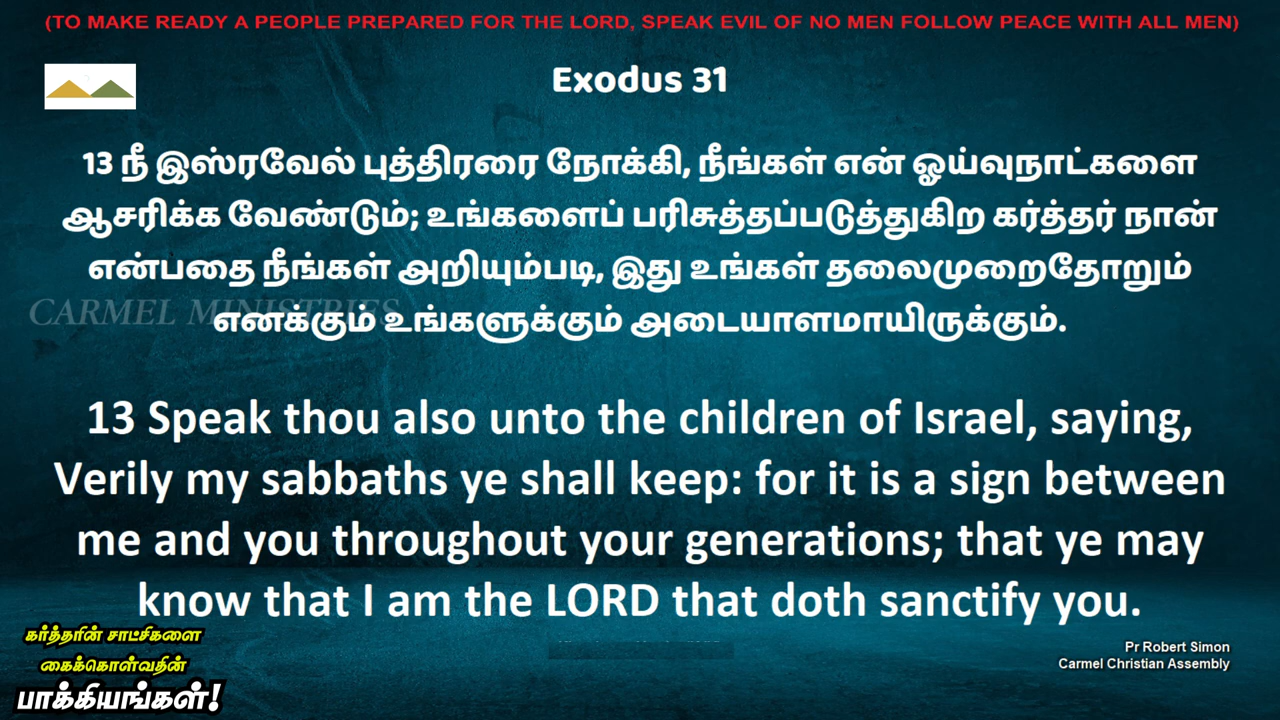 (TO MAKE READY A PEOPLE PREPARED FOR THE LORD, SPEAK EVIL OF NO MEN FOLLOW PEACE WITH ALL MEN)
Exodus 31
13 நீ இஸ்ரவேல் புத்திரரை நோக்கி, நீங்கள் என் ஓய்வுநாட்களை
ஆசரிக்க வேண்டும்; உங்களைப் பரிசுத்தப்படுத்துகிற கர்த்தர் நான்
என்பதை நீங்கள் அறியும்படி, இது உங்கள் தலைமுறைதோறும்
CARMEL MINISTRIES
எனக்கும் உங்களுக்கும் அடையாளமாயிருக்கும்.
13 Speak thou also unto the children of Israel, saying,
Verily my sabbaths ye shall keep: for it is a sign between
me and you throughout your generations; that ye may
know that I am the LORD that doth sanctify you.
கர்த்தரின் சாட்சிகளை
கைக்கொள்வதின்
பாக்கியங்கள்!
Pr Robert Simon
Carmel Christian Assembly